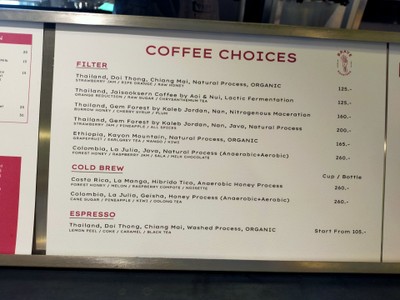 COFFEE CHOICES
FILTER
Thailand, Doi Thong, Chiang Mai, Natural Process, ORGANIC 125.-
STRAWBERRY JAM / RIPE ORANGE / RAW HONEY
Thailand, Jaisooksern Coffee by Aoi & Nui, Lactic Fermentation 125.-
ORANGE REDUCTION / RAW SUGAR / CHRYSANTHEMUM TEA
Thailand, Gem Forest by Kaleb Jordan, Nan, Nitrogenous Maceration 160.-
BURROW HONEY / CHERRY SYRUP / PLUM
Thailand, Gem Forest by Kaleb Jordan, Nan, Java, Natural Process 200.-
STRAWBERRY JAM / PINEAPPLE / ALL SPICES
Ethiopia, Kayon Mountain, Natural Process, ORGANIC 165.-
GRAPEFRUIT / EARLGREY TEA / MANGO / KIWI
Colombia, La Julia, Java, Natural Process (Anaerobic+Aerobic) 260.-
FOREST HONEY / RASPBERRY JAM / SALA / MILK CHOCOLATE
COLD BREW Cup / Bottle
Costa Rica, La Manga, Hibrido Tico, Anaerobic Honey Process 260.-
FOREST HONEY / MELON / RASPBERRY COMPOTE / NOISETTE
Colombia, La Julia, Geisha, Honey Process (Anaerobic+Aerobic) 260.-
CANE SUGAR / PINEAPPLE / KIWI / OOLONG TEA
ESPRESSO
Thailand, Doi Thong, Chiang Mai, Washed Process, ORGANIC Start From 105.-
LEMON PEEL / COKE / CARAMEL / BLACK TEA